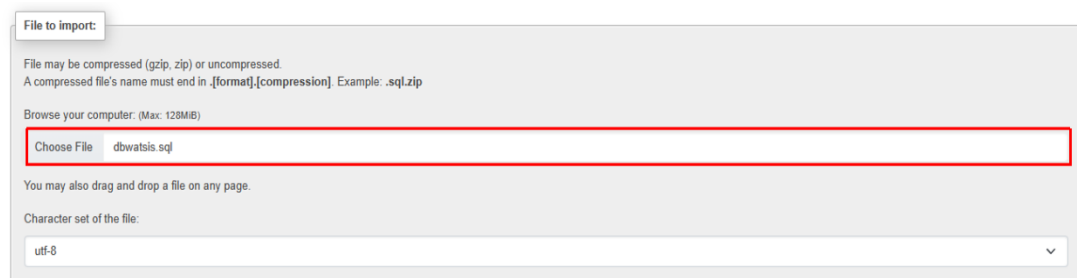 File to import:
File may be compressed (gzip, zip) or uncompressed.
A compressed file's name must end in .[format].[compression]. Example: .sql.zip
Browse your computer: (Max: 128MiB)
Choose File dbwatsis.sql
You may also drag and drop a file on any page.
Character set of the file:
utf-8